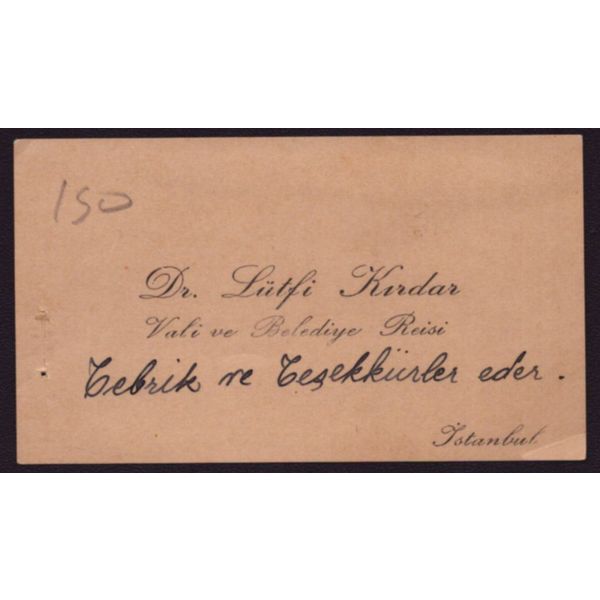 150
Dr. Lütfi Kırdar
Vali ve Belediye Reisi
Tebrik ve Teşekkürler eder.
İstanbul